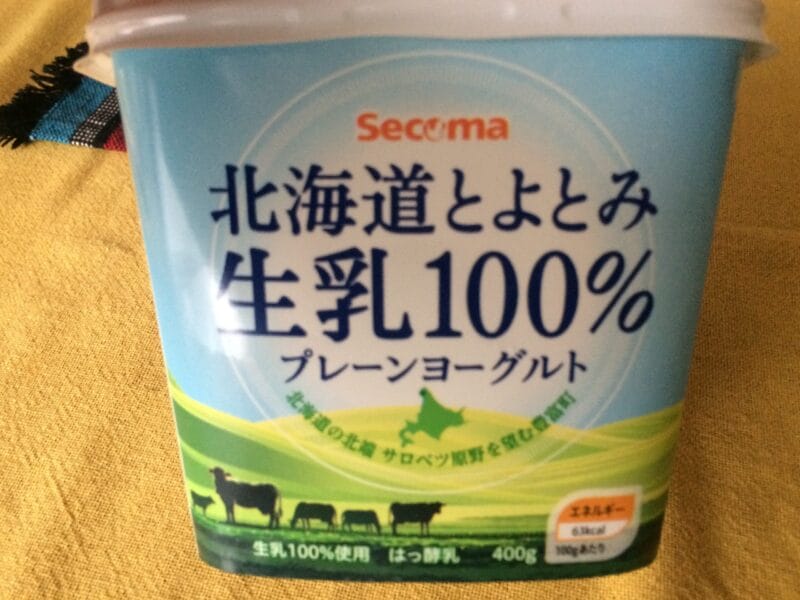 Secoma
北海道とよとみ
生乳100%
プレーンヨーグルト
北海道の北端 サロベツ原野を望む豊富町
エネルギー
63kcal
100gあたり
生乳100%使用 はっ酵乳 400g